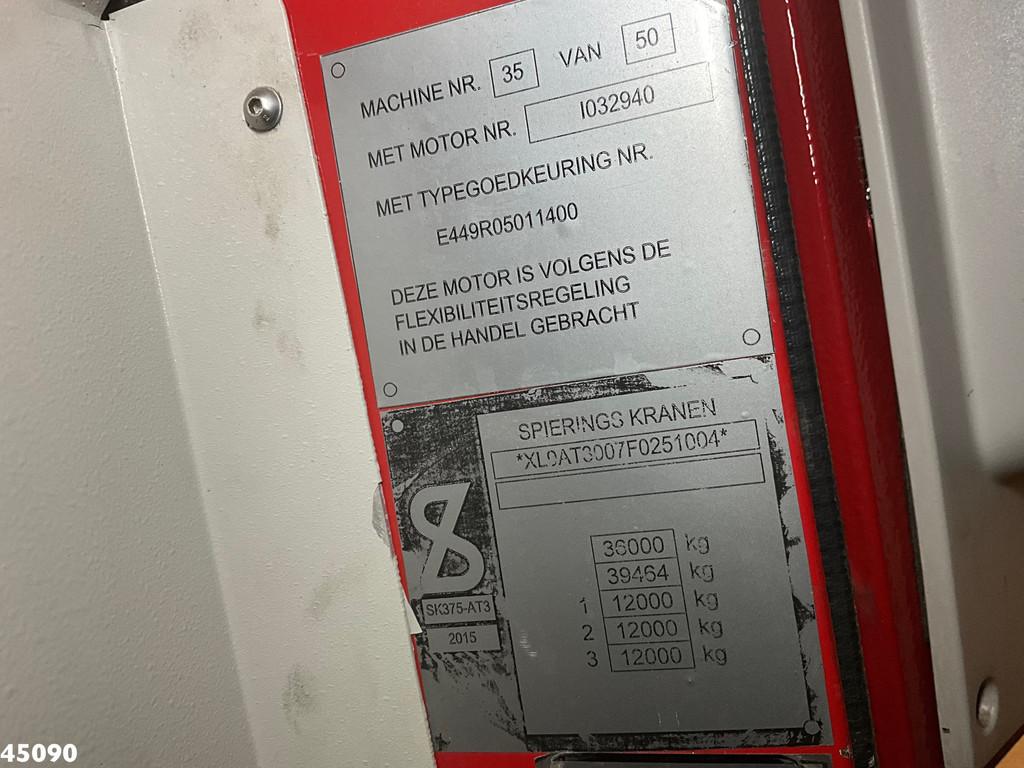 MACHINE NR. 35 VAN 50
MET MOTOR NR. I032940
MET TYPEGOEDKEURING NR.
E449R05011400
DEZE MOTOR IS VOLGENS DE
FLEXIBILITEITSREGELING
IN DE HANDEL GEBRACHT
SPIERINGS KRANEN
*XL9AT3007F0251004*
36000 kg
39464 kg
1 12000 kg
2 12000 kg
3 12000 kg
SK375-AT3
2015
45090